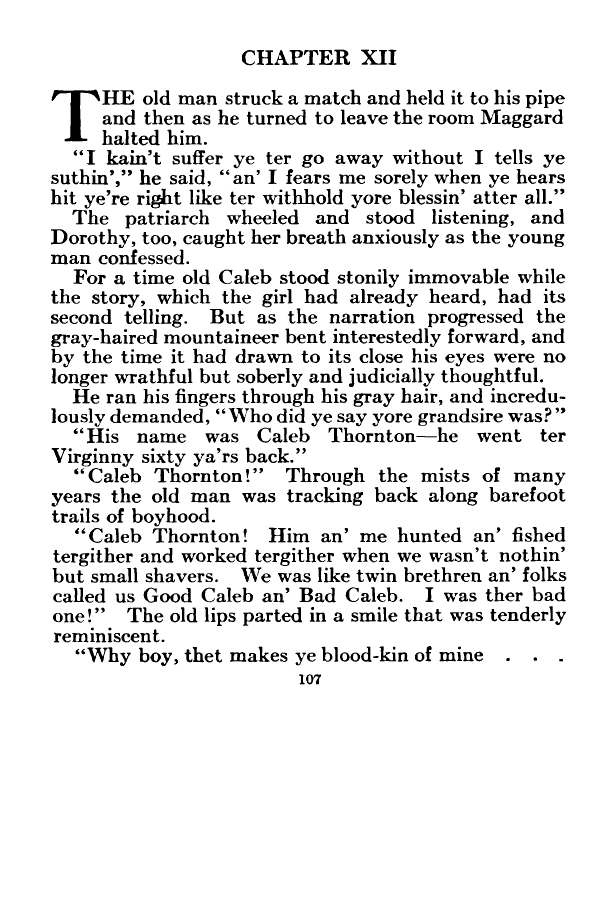 CHAPTER XII
THE old man struck a match and held it to his pipe
and then as he turned to leave the room Maggard
halted him.
"I kain't suffer ye ter go away without I tells ye
suthin'," he said, "an' I fears me sorely when ye hears
hit ye're right like ter withhold yore blessin' atter all."
The patriarch wheeled and stood listening, and
Dorothy, too, caught her breath anxiously as the young
man confessed.
For a time old Caleb stood stonily immovable while
the story, which the girl had already heard, had its
second telling. But as the narration progressed the
gray-haired mountaineer bent interestedly forward, and
by the time it had drawn to its close his eyes were no
longer wrathful but soberly and judicially thoughtful.
He ran his fingers through his gray hair, and incredu-
lously demanded, "Who did ye say yore grandsire was?"
"His name was Caleb Thornton—he went ter
Virginny sixty ya'rs back."
"Caleb Thornton!" Through the mists of many
years the old man was tracking back along barefoot
trails of boyhood.
"Caleb Thornton! Him an' me hunted an' fished
tergither and worked tergither when we wasn't nothin'
but small shavers. We was like twin brethren an' folks
called us Good Caleb an' Bad Caleb. I was ther bad
one!" The old lips parted in a smile that was tenderly
reminiscent.
"Why boy, thet makes ye blood-kin of mine . . .
107